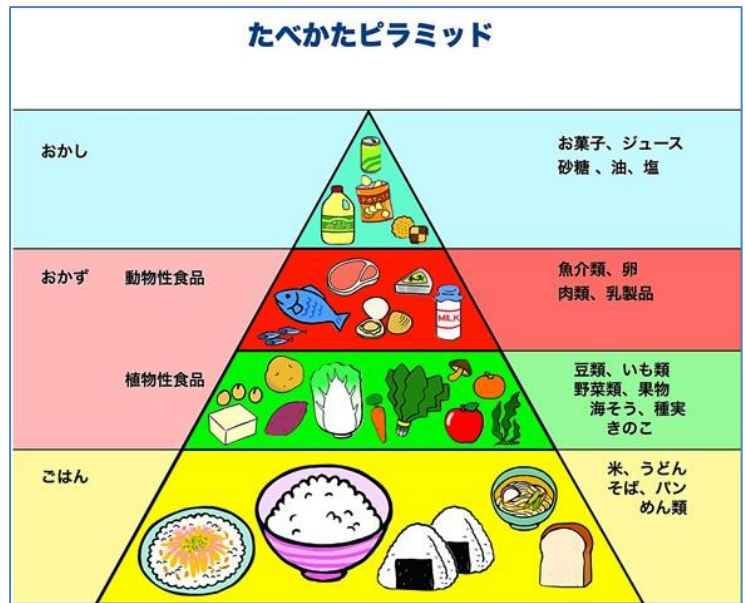 たべかたピラミッド
おかし
お菓子、ジュース
砂糖 、油、塩
POTATO
おかず 動物性食品
魚介類、卵
肉類、乳製品
MILK
植物性食品
豆類、いも類
野菜類、果物
海そう、種実
きのこ
ごはん
米、うどん
そば、パン
めん類